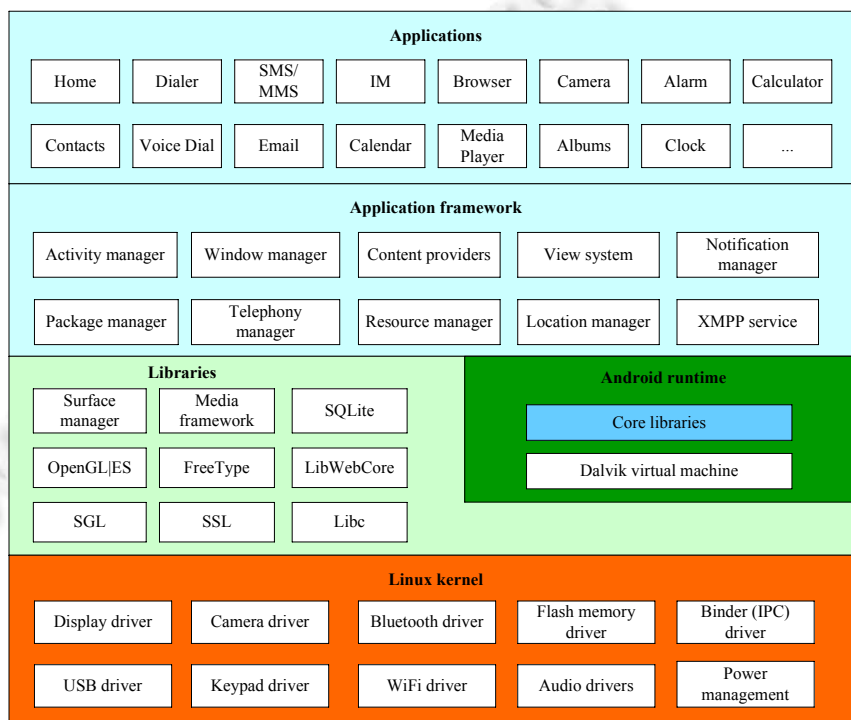 Applications
Home
Dialer
SMS/
MMS
IM
Browser
Camera
Alarm
Calculator
Contacts
Voice Dial
Email
Calendar
Media
Player
Albums
Clock
...
Application framework
Activity manager
Window manager
Content providers
View system
Notification
manager
Package manager
Telephony
manager
Resource manager
Location manager
XMPP service
Libraries
Surface
manager
Media
framework
SQLite
OpenGL|ES
FreeType
LibWebCore
SGL
SSL
Libc
Android runtime
Core libraries
Dalvik virtual machine
Linux kernel
Display driver
Camera driver
Bluetooth driver
Flash memory
driver
Binder (IPC)
driver
USB driver
Keypad driver
WiFi driver
Audio drivers
Power
management